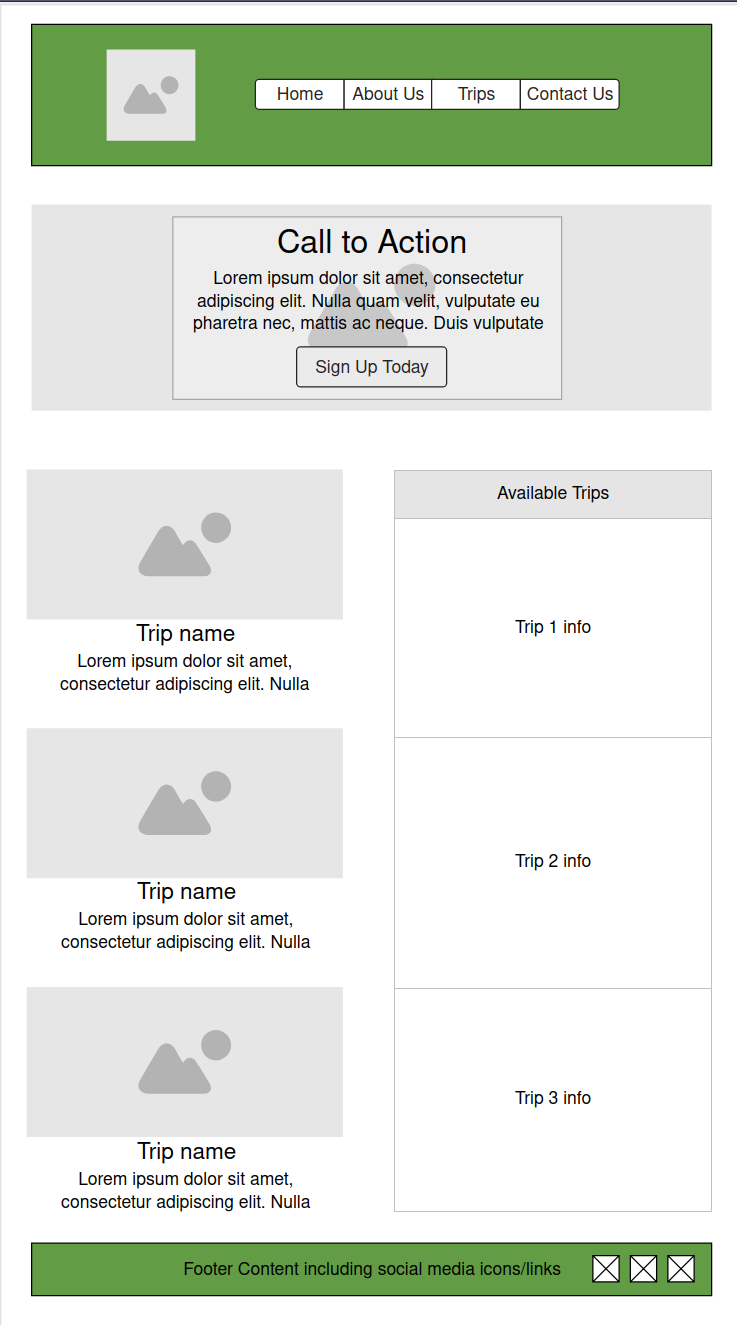 Home
About Us
Trips
Contact Us
Call to Action
Lorem ipsum dolor sit amet, consectetur
adipiscing elit. Nulla quam velit, vulputate eu
pharetra nec, mattis ac neque. Duis vulputate
Sign Up Today
Trip name
Lorem ipsum dolor sit amet,
consectetur adipiscing elit. Nulla
Trip name
Lorem ipsum dolor sit amet,
consectetur adipiscing elit. Nulla
Trip name
Lorem ipsum dolor sit amet,
consectetur adipiscing elit. Nulla
Available Trips
Trip 1 info
Trip 2 info
Trip 3 info
Footer Content including social media icons/links